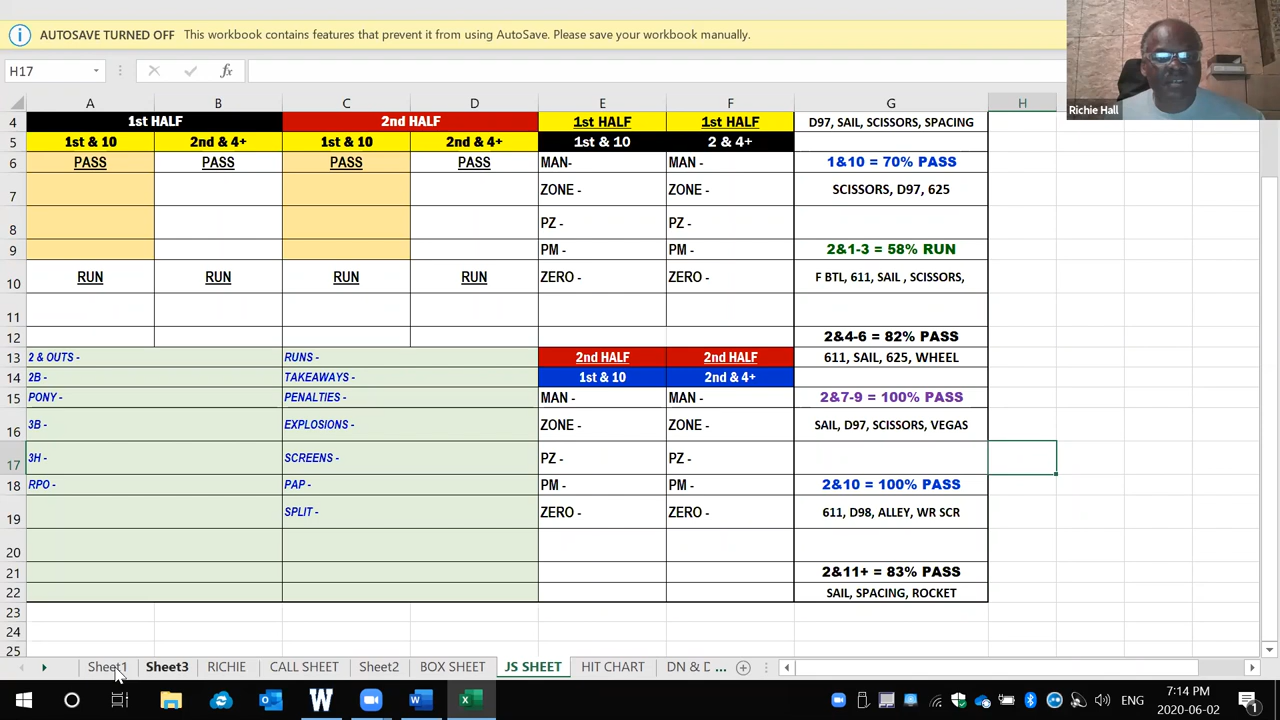 AUTOSAVE TURNED OFF This workbook contains features that prevent it from using AutoSave. Please save your workbook manually.
H17 fx
Richie Hall
A B C D E F G H
4 1st HALF 2nd HALF 1st HALF 1st HALF D97, SAIL, SCISSORS, SPACING
5 1st & 10 2nd & 4+ 1st & 10 2nd & 4+ 1st & 10 2 & 4+
6 PASS PASS PASS PASS MAN- MAN - 1&10 = 70% PASS
7 ZONE - ZONE - SCISSORS, D97, 625
8 PZ - PZ -
9 PM - PM - 2&1-3 = 58% RUN
10 RUN RUN RUN RUN ZERO - ZERO - F BTL, 611, SAIL , SCISSORS,
11
12 2&4-6 = 82% PASS
13 2 & OUTS - RUNS - 2nd HALF 2nd HALF 611, SAIL, 625, WHEEL
14 2B - TAKEAWAYS - 1st & 10 2nd & 4+
15 PONY - PENALTIES - MAN - MAN - 2&7-9 = 100% PASS
16 3B - EXPLOSIONS - ZONE - ZONE - SAIL, D97, SCISSORS, VEGAS
17 3H - SCREENS - PZ - PZ -
18 RPO - PAP - PM - PM - 2&10 = 100% PASS
19 SPLIT - ZERO - ZERO - 611, D98, ALLEY, WR SCR
20
21 2&11+ = 83% PASS
22 SAIL, SPACING, ROCKET
23
24
25
Sheet1 Sheet3 RICHIE CALL SHEET Sheet2 BOX SHEET JS SHEET HIT CHART DN & D ...
ENG 7:14 PM
2020-06-02
1